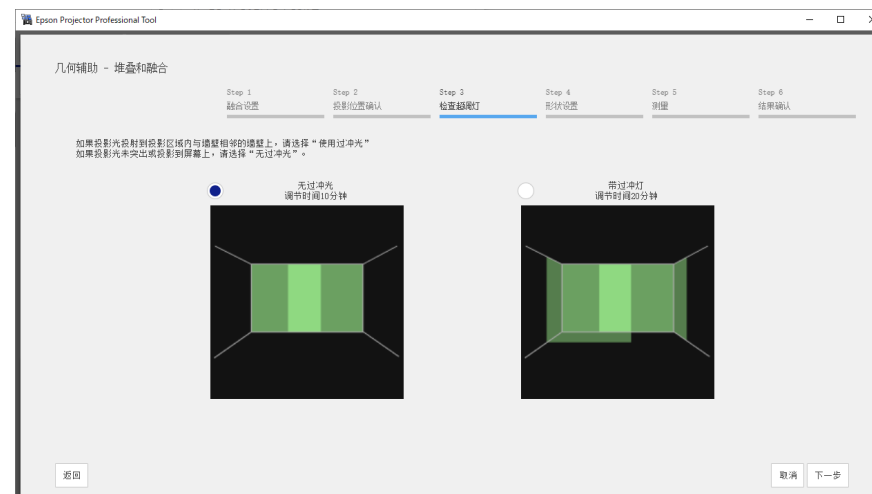 Epson Projector Professional Tool
几何辅助 - 堆叠和融合
Step 1
融合设置
Step 2
投影位置确认
Step 3
检查超调灯
Step 4
形状设置
Step 5
测量
Step 6
结果确认
如果投影光投射到投影区域内与墙壁相邻的墙壁上，请选择“使用过冲光”
如果投影光未突出或投影到屏幕上，请选择“无过冲光”。
无过冲光
调节时间10分钟
带过冲灯
调节时间20分钟
返回
取消
下一步